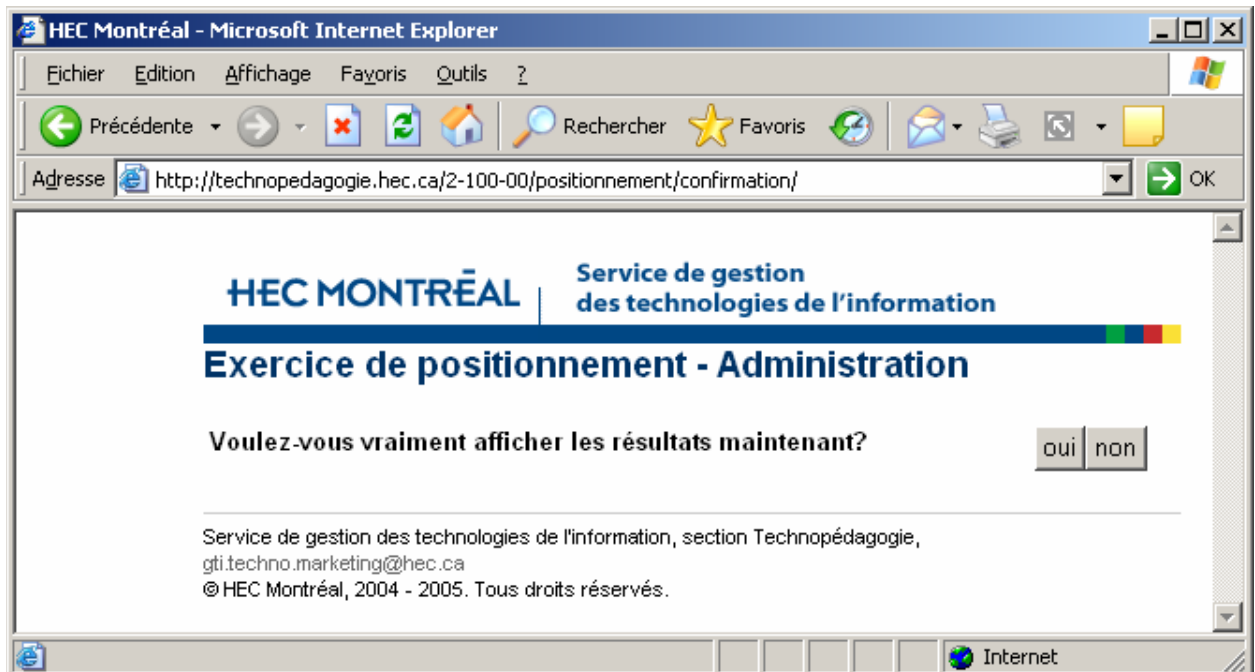 HEC Montréal - Microsoft Internet Explorer
Fichier Edition Affichage Favoris Outils ?
Précédente Rechercher Favoris
Adresse http://technopedagogie.hec.ca/2-100-00/positionnement/confirmation/ OK
HEC MONTRÉAL
Service de gestion
des technologies de l'information
Exercice de positionnement - Administration
Voulez-vous vraiment afficher les résultats maintenant? oui non
Service de gestion des technologies de l'information, section Technopédagogie,
gti.techno.marketing@hec.ca
© HEC Montréal, 2004 - 2005. Tous droits réservés.
Internet